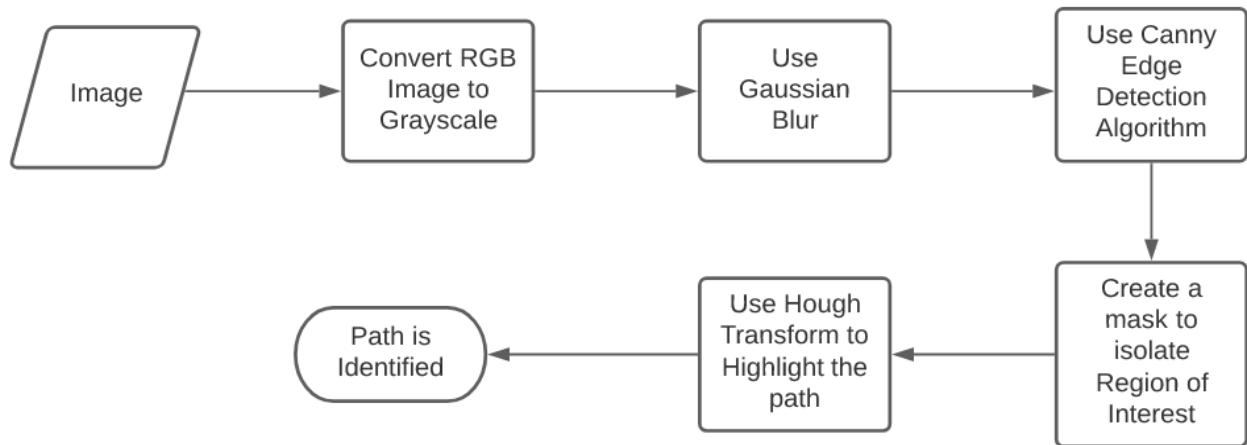 Image
Convert RGB
Image to
Grayscale
Use
Gaussian
Blur
Use Canny
Edge
Detection
Algorithm
Create a
mask to
isolate
Region of
Interest
Use Hough
Transform to
Highlight the
path
Path is
Identified